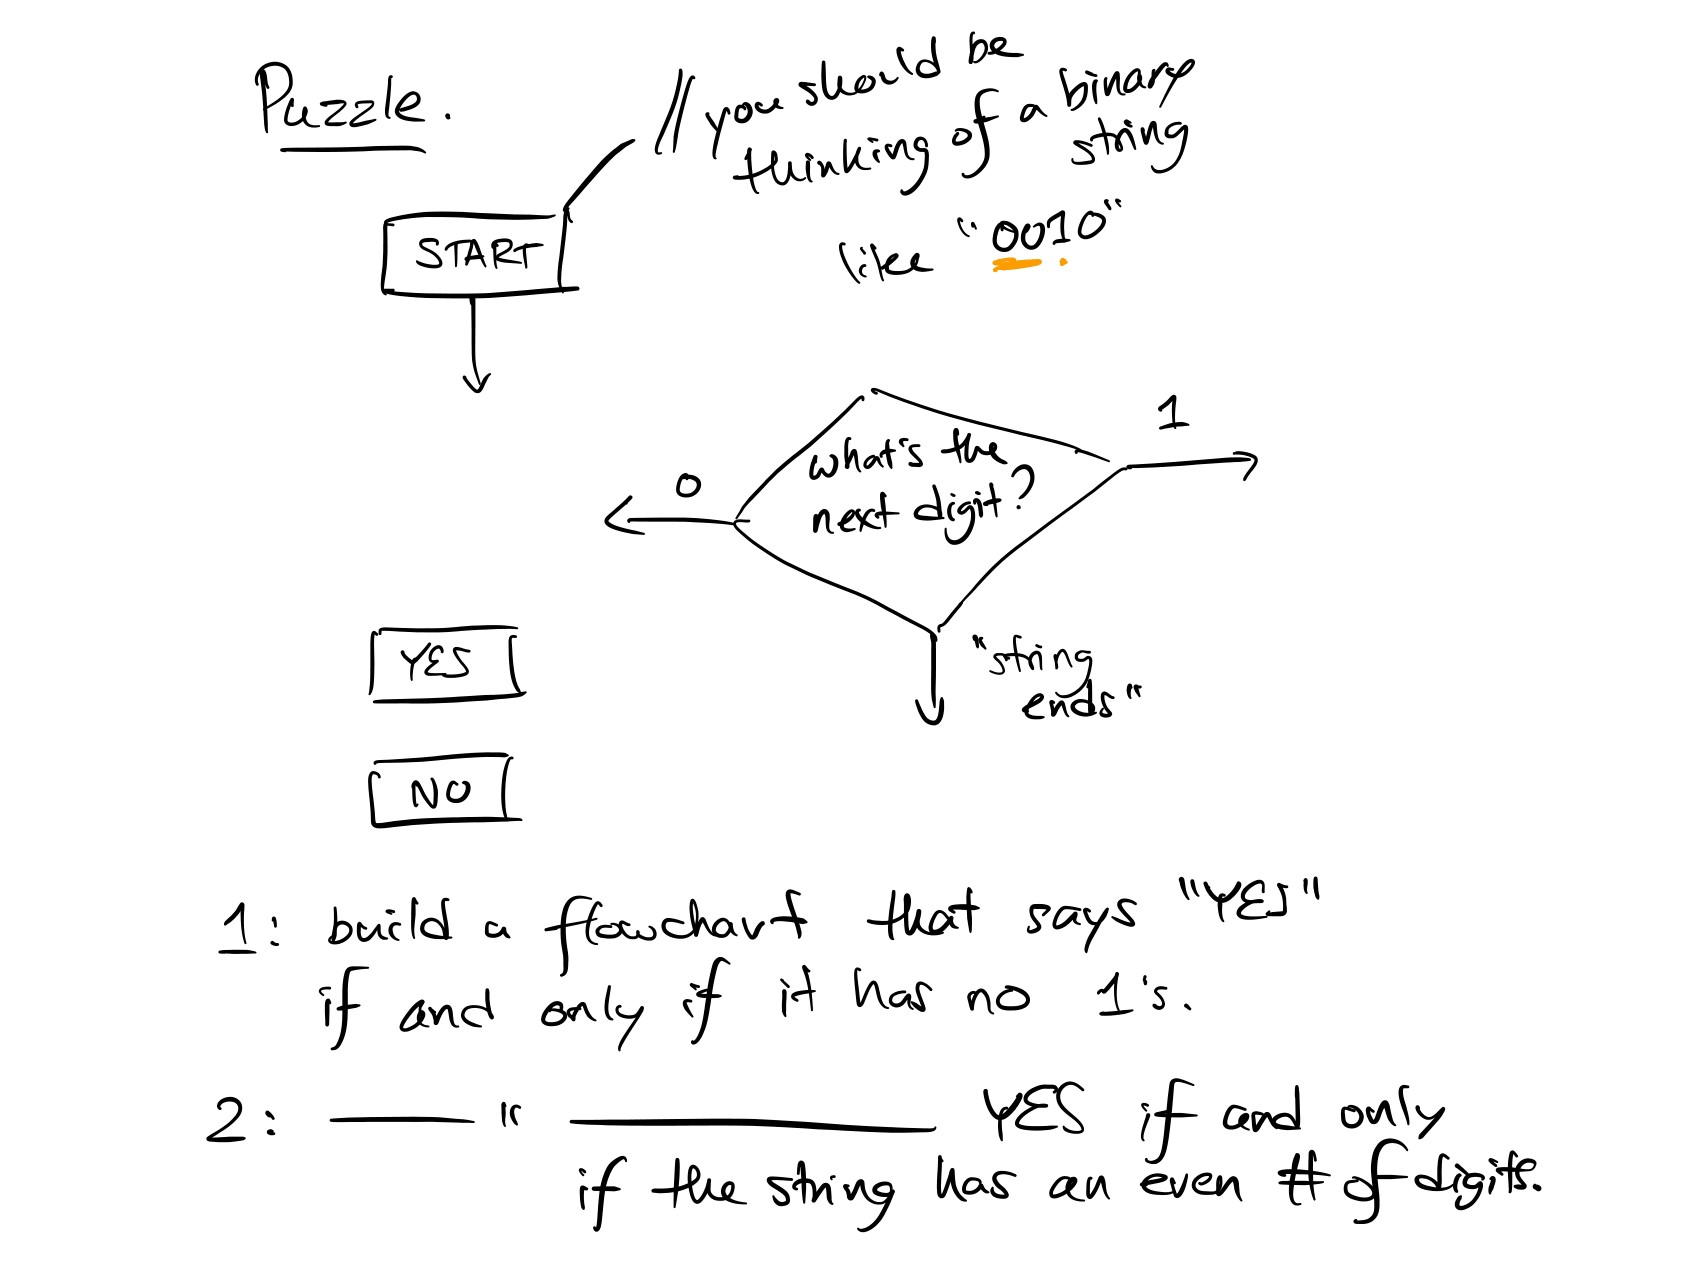 Puzzle.
// you should be
thinking of a binary
string
like "0010"
START
what's the
next digit?
0
1
"string
ends"
YES
NO
1: build a flowchart that says "YES"
if and only if it has no 1's.
2: —— " ———— YES if and only
if the string has an even # of digits.